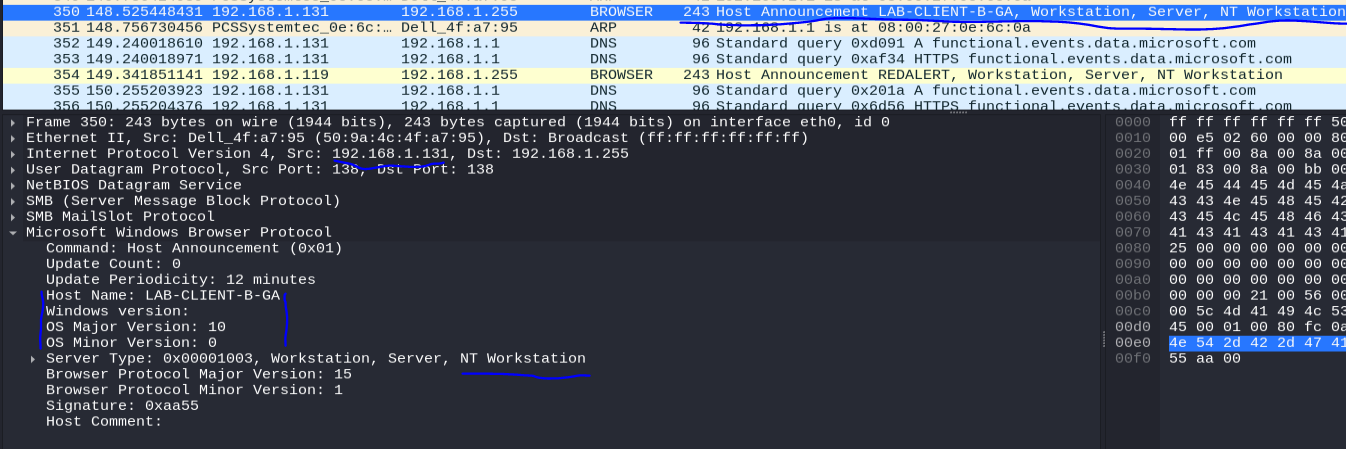 350 148.525448431 192.168.1.131 192.168.1.255 BROWSER 243 Host Announcement LAB-CLIENT-B-GA, Workstation, Server, NT Workstation
351 148.756730456 PCSSystemtec_0e:6c:… Dell_4f:a7:95 ARP 42 192.168.1.1 is at 08:00:27:0e:6c:0a
352 149.240018610 192.168.1.131 192.168.1.1 DNS 96 Standard query 0xd091 A functional.events.data.microsoft.com
353 149.240018971 192.168.1.131 192.168.1.1 DNS 96 Standard query 0xaf34 HTTPS functional.events.data.microsoft.com
354 149.341851141 192.168.1.119 192.168.1.255 BROWSER 243 Host Announcement REDALERT, Workstation, Server, NT Workstation
355 150.255203923 192.168.1.131 192.168.1.1 DNS 96 Standard query 0x201a A functional.events.data.microsoft.com
356 150.255204376 192.168.1.131 192.168.1.1 DNS 96 Standard query 0x6d56 HTTPS functional.events.data.microsoft.com
Frame 350: 243 bytes on wire (1944 bits), 243 bytes captured (1944 bits) on interface eth0, id 0
Ethernet II, Src: Dell_4f:a7:95 (50:9a:4c:4f:a7:95), Dst: Broadcast (ff:ff:ff:ff:ff:ff)
Internet Protocol Version 4, Src: 192.168.1.131, Dst: 192.168.1.255
User Datagram Protocol, Src Port: 138, Dst Port: 138
NetBIOS Datagram Service
SMB (Server Message Block Protocol)
SMB MailSlot Protocol
Microsoft Windows Browser Protocol
Command: Host Announcement (0x01)
Update Count: 0
Update Periodicity: 12 minutes
Host Name: LAB-CLIENT-B-GA
Windows version:
OS Major Version: 10
OS Minor Version: 0
Server Type: 0x00001003, Workstation, Server, NT Workstation
Browser Protocol Major Version: 15
Browser Protocol Minor Version: 1
Signature: 0xaa55
Host Comment:
0000 ff ff ff ff ff ff 50
0010 00 e5 02 60 00 00 80
0020 01 ff 00 8a 00 8a 00
0030 01 83 00 8a 00 bb 00
0040 4e 45 44 45 4d 45 4a
0050 43 43 4e 45 48 45 42
0060 43 45 4c 45 48 46 43
0070 41 43 41 43 41 43 41
0080 25 00 00 00 00 00 00
0090 00 00 00 00 00 00 00
00a0 00 00 00 00 00 00 00
00b0 00 00 00 21 00 56 00
00c0 00 5c 4d 41 49 4c 53
00d0 45 00 01 00 80 fc 0a
00e0 4e 54 2d 42 2d 47 41
00f0 55 aa 00